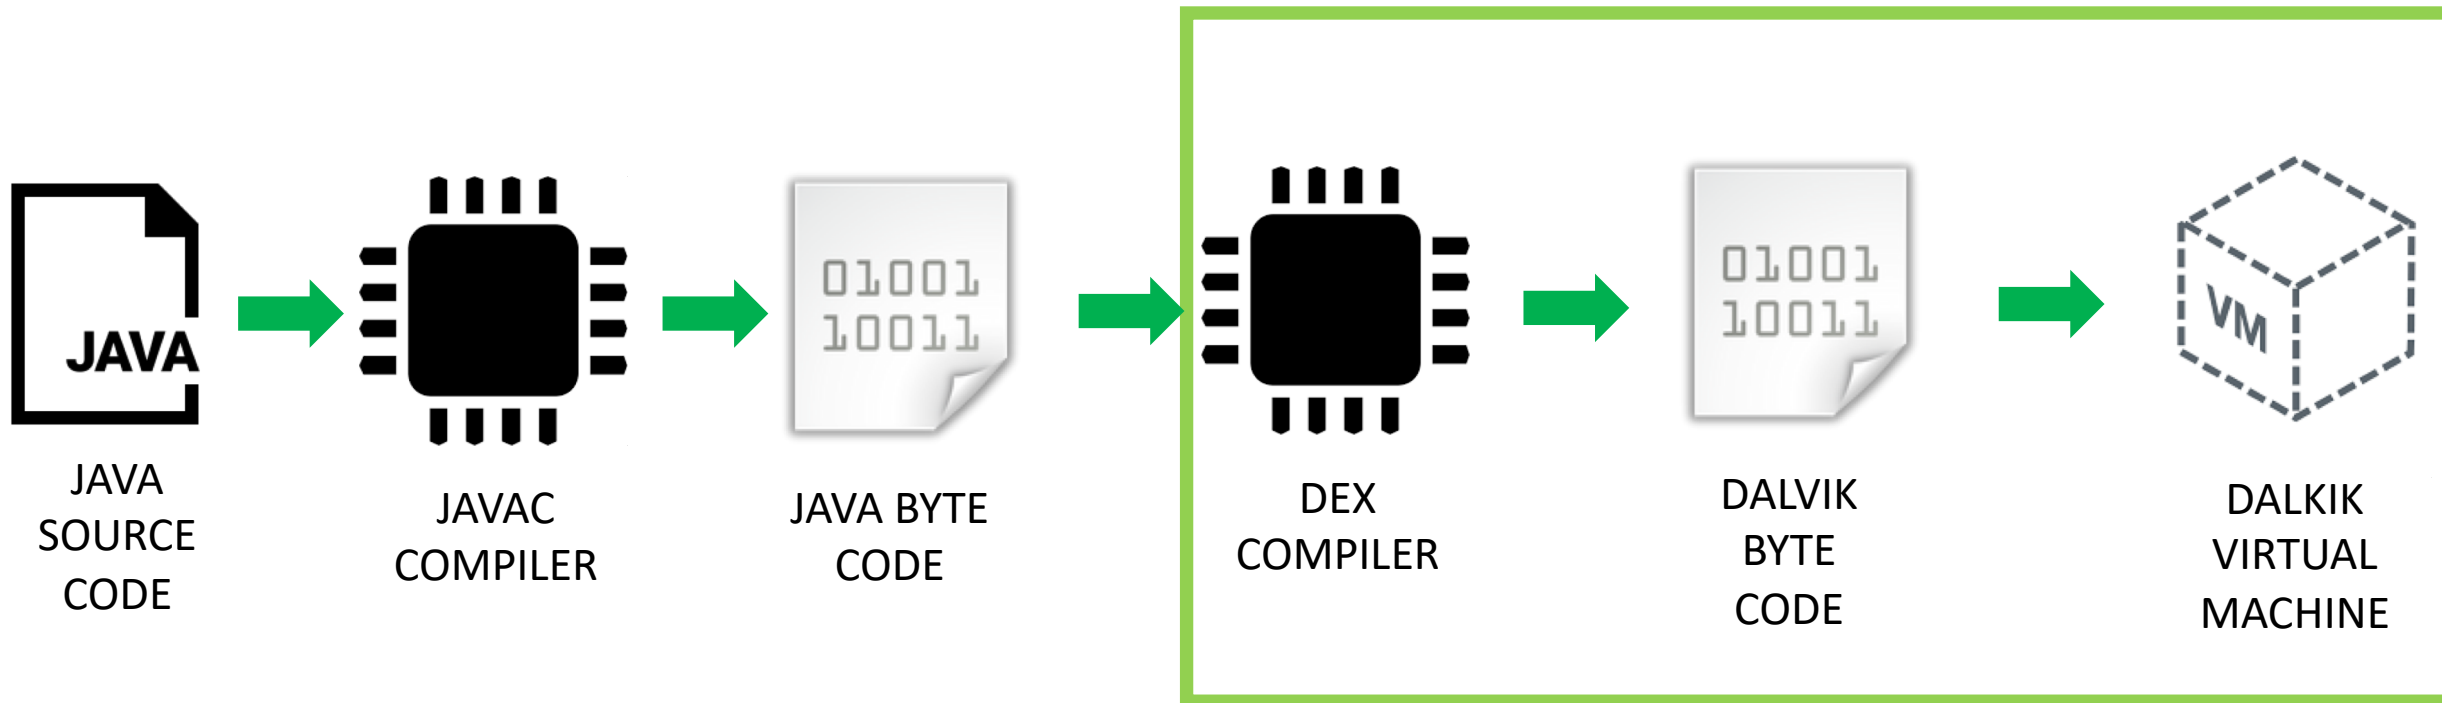 JAVA
JAVA
SOURCE
CODE
JAVAC
COMPILER
01001
10011
JAVA BYTE
CODE
DEX
COMPILER
01001
10011
DALVIK
BYTE
CODE
VM
DALKIK
VIRTUAL
MACHINE